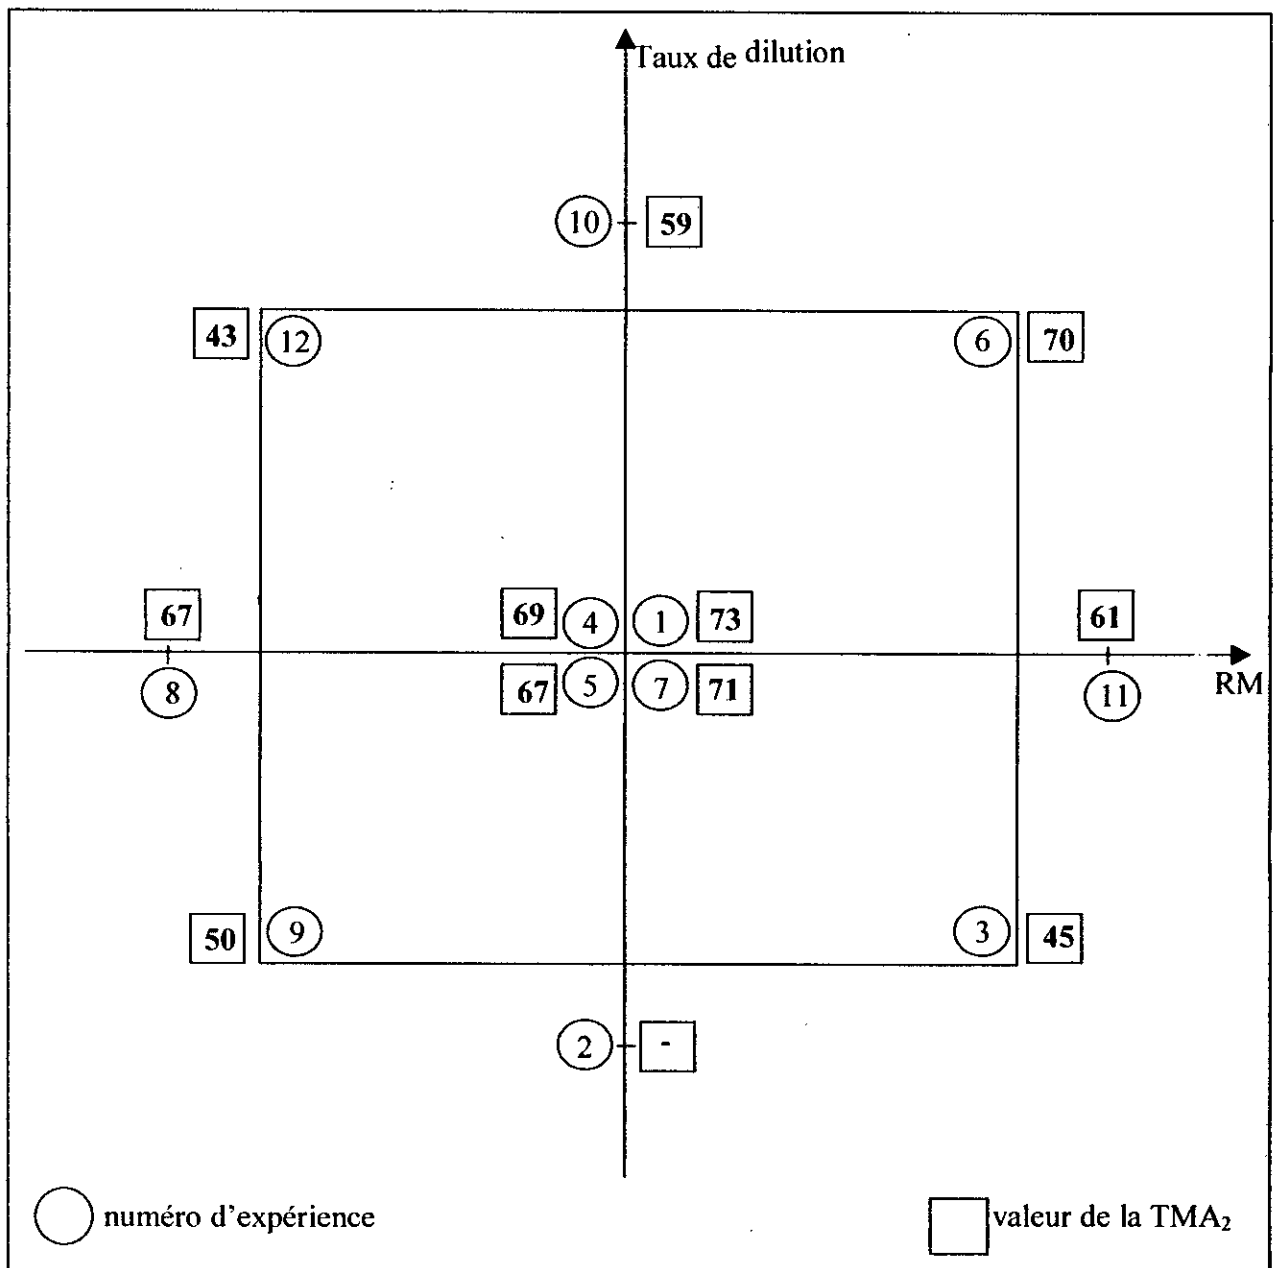 Taux de dilution
10 59
43 12 6 70
67 69 4 1 73 61
8 67 5 7 71 11 RM
50 9 3 45
2 -
numéro d'expérience
valeur de la TMA₂